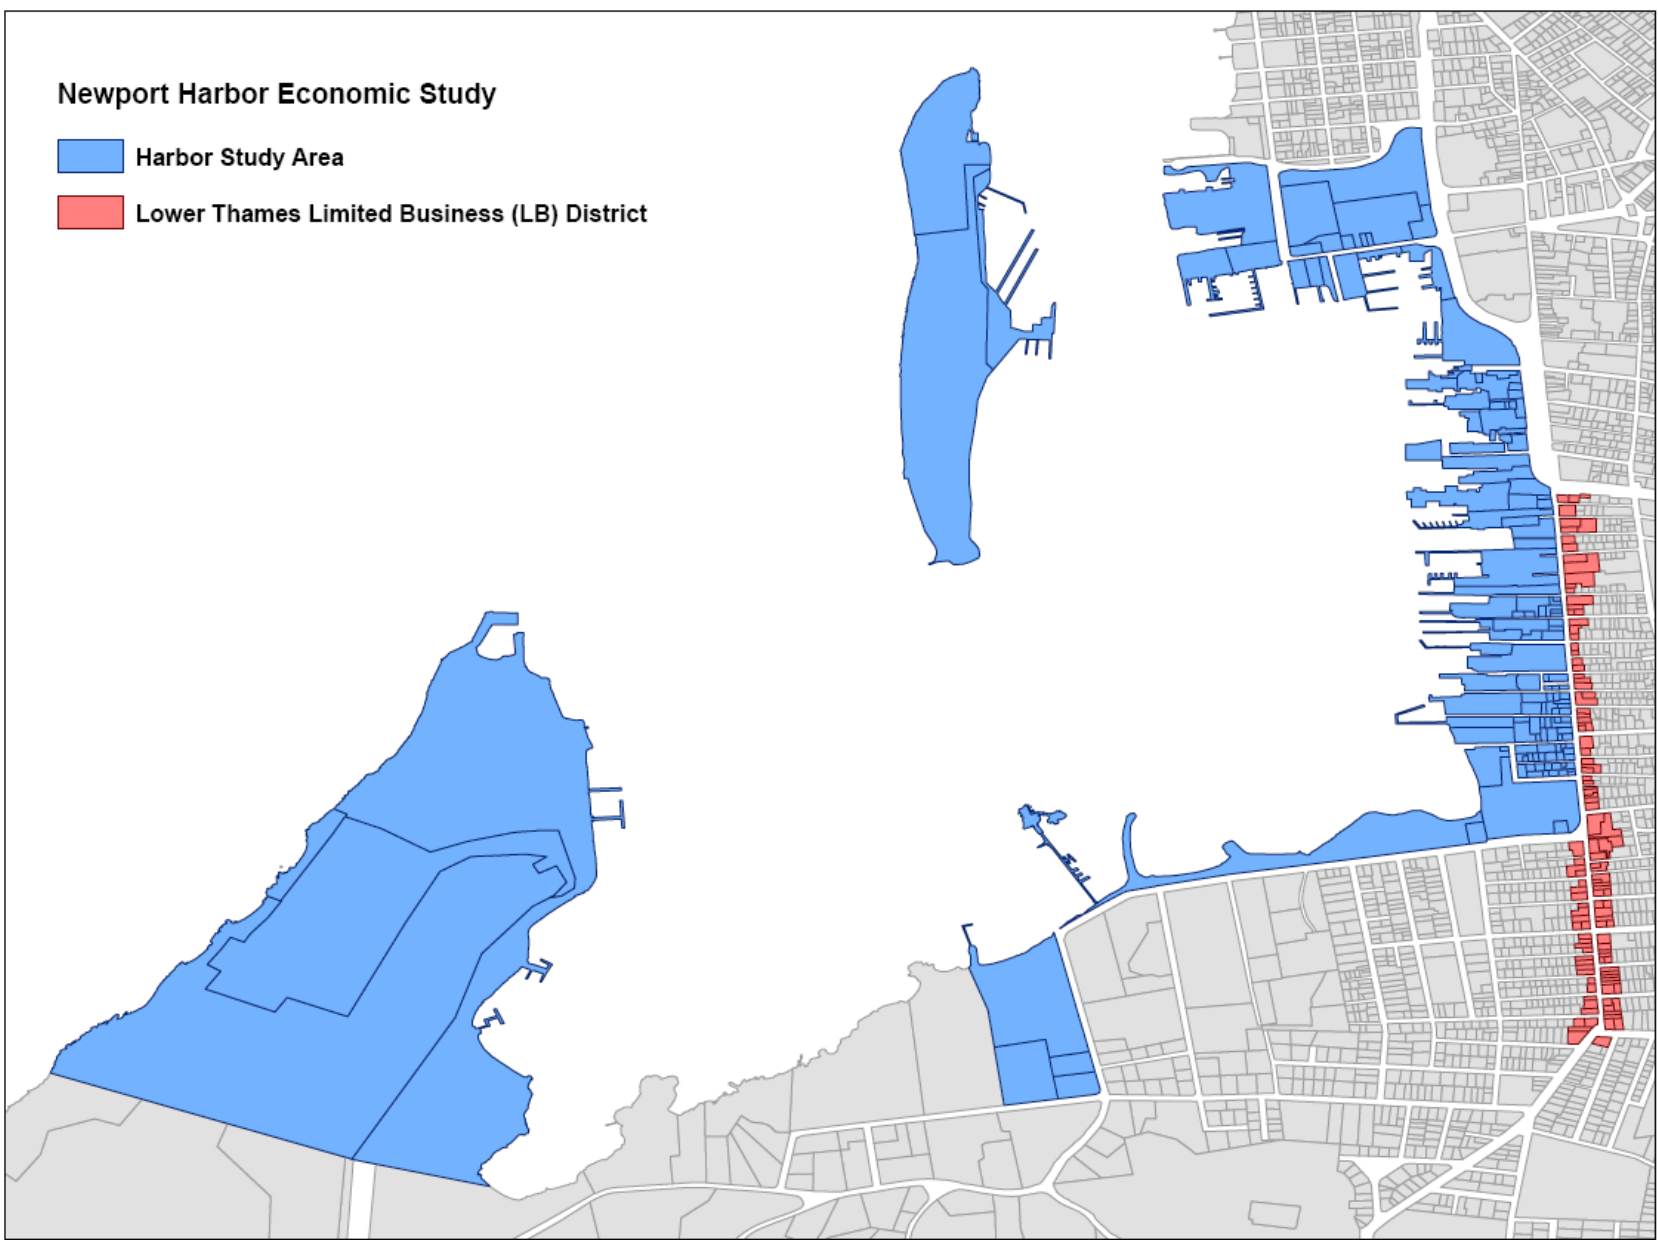 Newport Harbor Economic Study
Harbor Study Area
Lower Thames Limited Business (LB) District